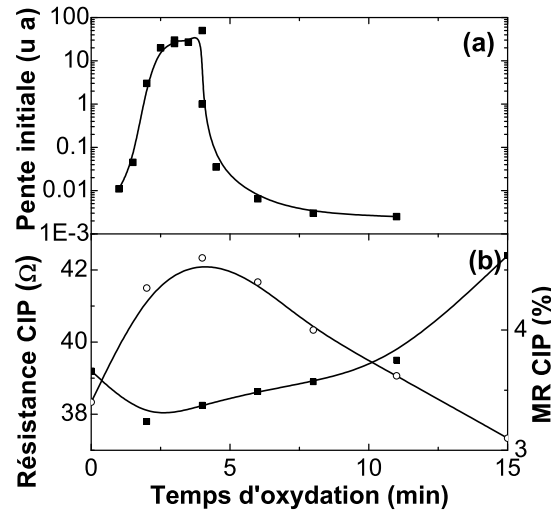 100
10
1
0.1
0.01
1E-3
Pente initiale (u a)
(a)
42
40
38
Résistance CIP (Ω)
(b)
4
3
MR CIP (%)
0
5
10
15
Temps d'oxydation (min)